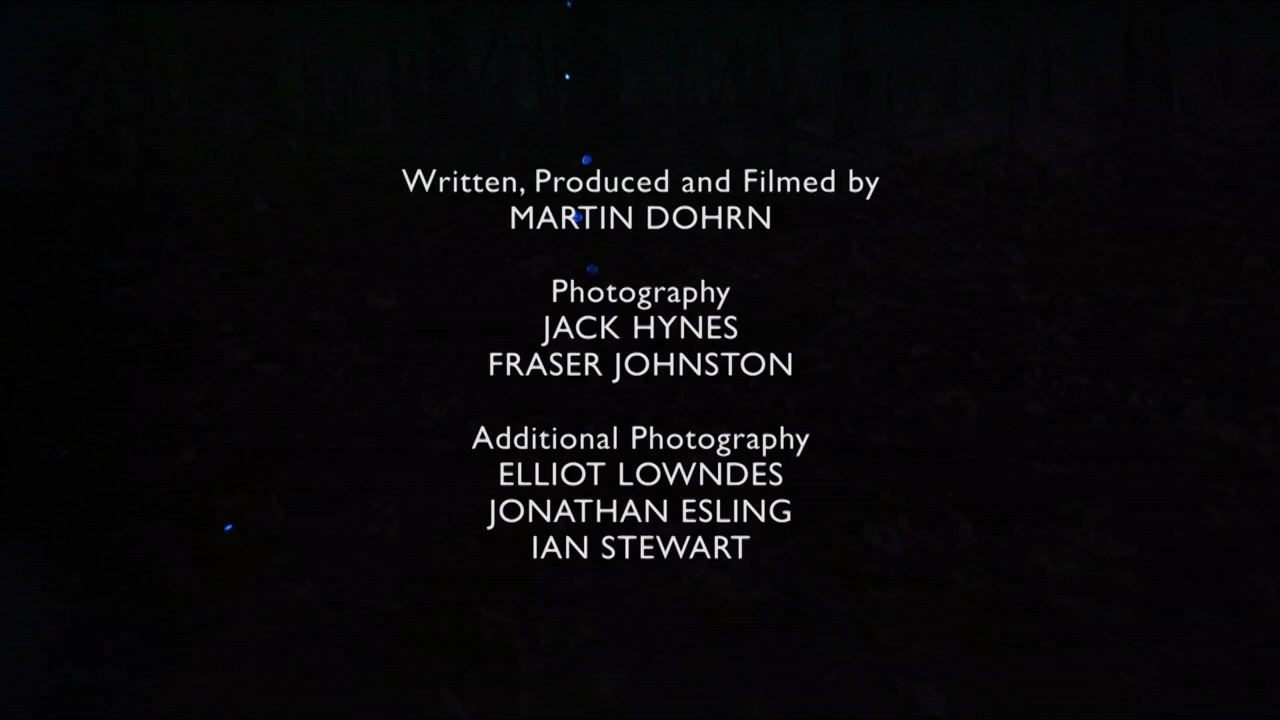 Written, Produced and Filmed by
MARTIN DOHRN
Photography
JACK HYNES
FRASER JOHNSTON
Additional Photography
ELLIOT LOWNDES
JONATHAN ESLING
IAN STEWART